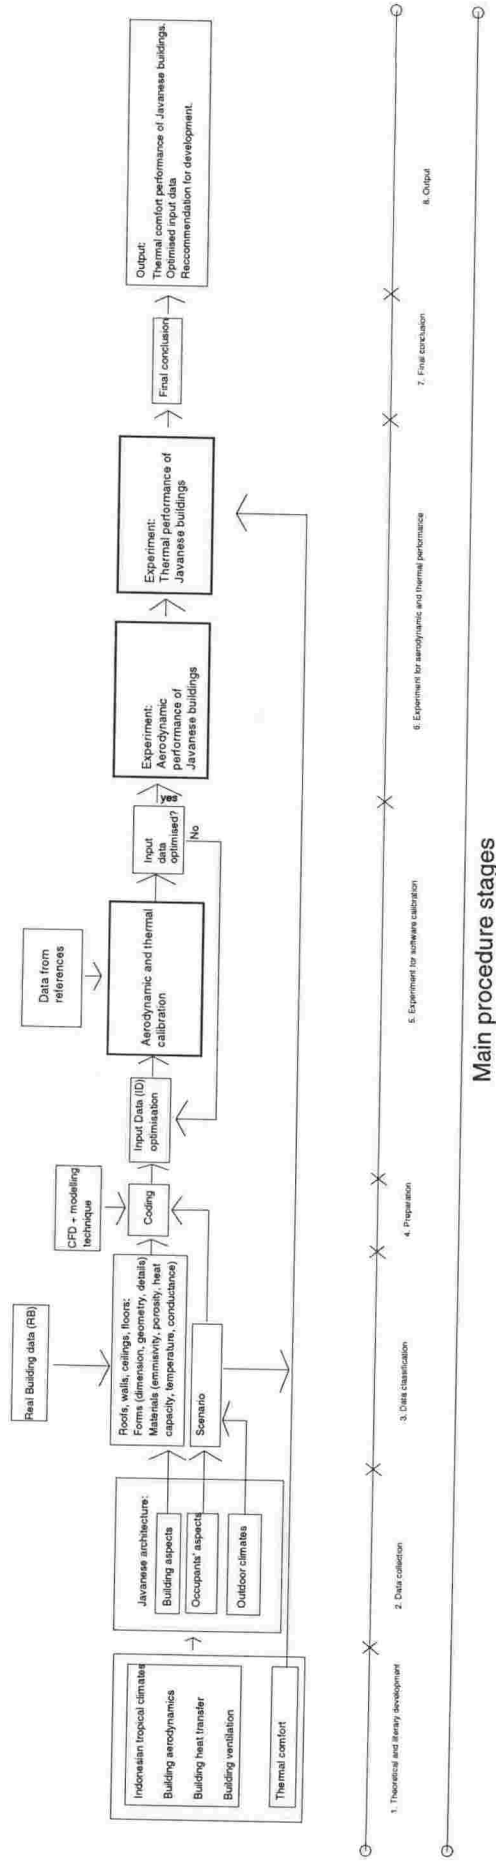 Indonesian tropical climates
Building aerodynamics
Building heat transfer
Building ventilation
Thermal comfort
Javanese architecture:
Building aspects
Occupants' aspects
Outdoor climates
Real Building data (RB)
Roofs, walls, ceilings, floors:
Forms (dimension, geometry, details)
Materials (emmisivity, porosity, heat
capacity, temperature, conductance)
Scenario
CFD + modelling
technique
Coding
Input Data (ID)
optimisation
Data from
references
Aerodynamic and thermal
calibration
Input
data
optimised?
yes
No
Experiment:
Aerodynamic
performance of
Javanese buildings
Experiment:
Thermal performance of
Javanese buildings
Final conclusion
Output:
Thermal comfort performance of Javanese buildings.
Optimised input data
Reccommendation for development.
1. Theoretical and literary development
2. Data collection
3. Data classification
4. Preparation
5. Experiment for software calibration
6. Experiment for aerodynamic and thermal performance
7. Final conclusion
8. Output
Main procedure stages